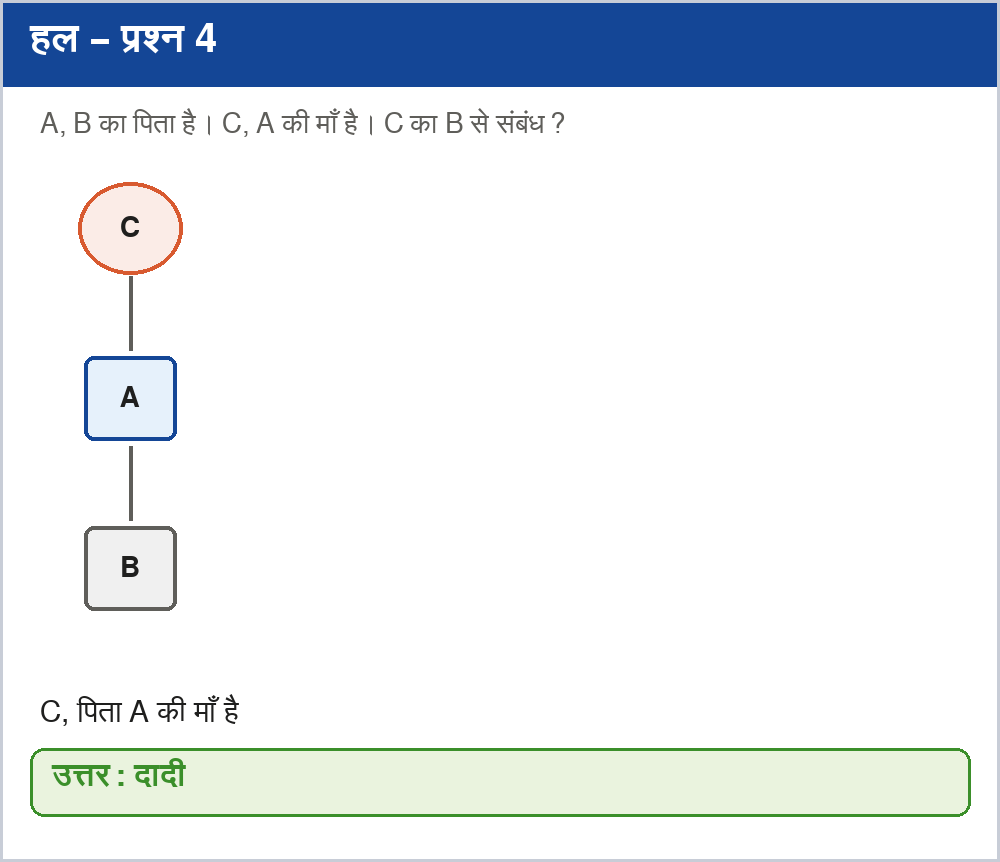 हल – प्रश्न 4
A, B का पिता है। C, A की माँ है। C का B से संबंध ?
C
A
B
C, पिता A की माँ है
उत्तर : दादी